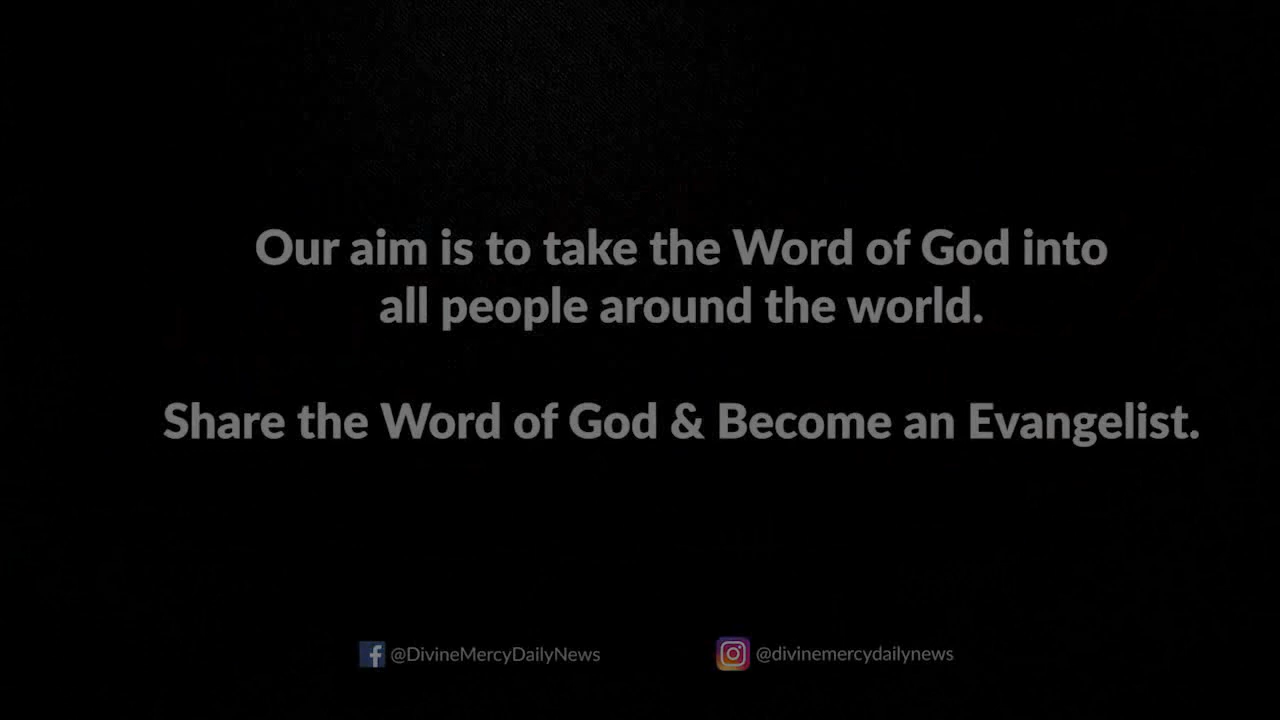 Our aim is to take the Word of God into
all people around the world.
Share the Word of God & Become an Evangelist.
@DivineMercyDailyNews
@divinemercydailynews